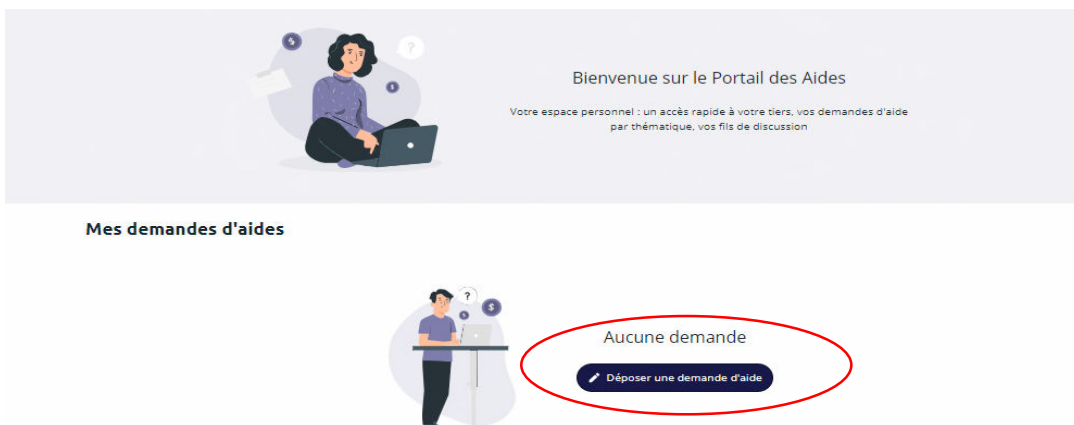 ?
$
$
Bienvenue sur le Portail des Aides
Votre espace personnel : un accès rapide à votre tiers, vos demandes d'aide
par thématique, vos fils de discussion
Mes demandes d'aides
?
$
$
Aucune demande
Déposer une demande d'aide